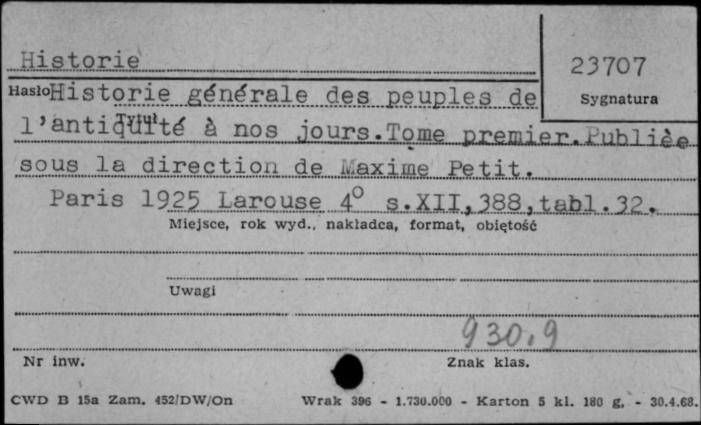 Historie
23707
Hasło Historie générale des peuples de
Sygnatura
Tytuł
l'antiquité à nos jours. Tome premier. Publiée
sous la direction de Maxime Petit.
Paris 1925 Larouse 4° s.XII,388,tabl.32.
Miejsce, rok wyd., nakładca, format, objętość
Uwagi
930.9
Nr inw.
Znak klas.
CWD B 15a Zam. 452/DW/On Wrak 396 - 1.730.000 - Karton 5 kl. 180 g. - 30.4.68.